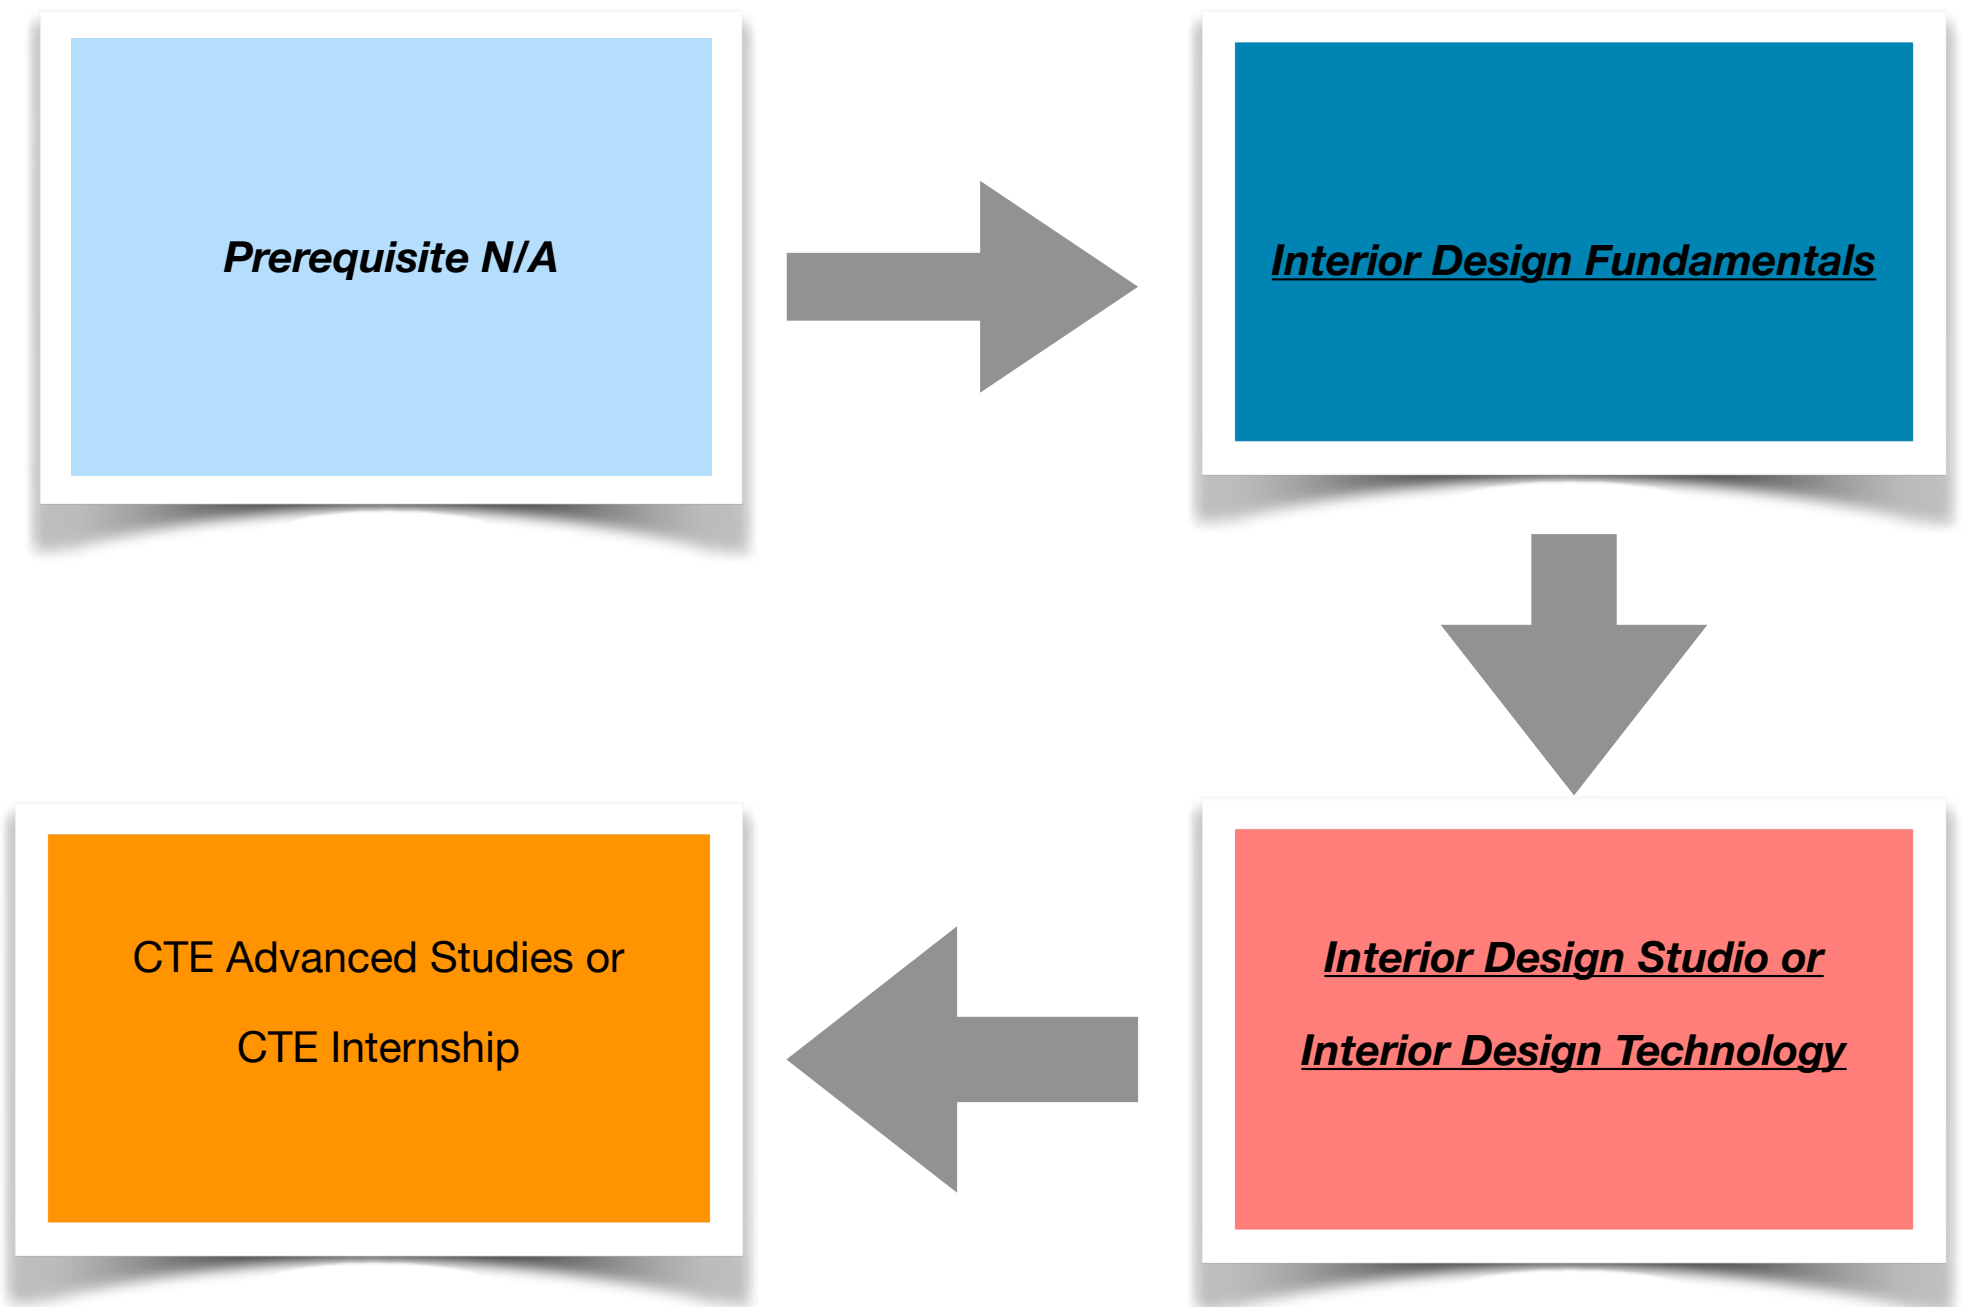 Prerequisite N/A
Interior Design Fundamentals
Interior Design Studio or
Interior Design Technology
CTE Advanced Studies or
CTE Internship